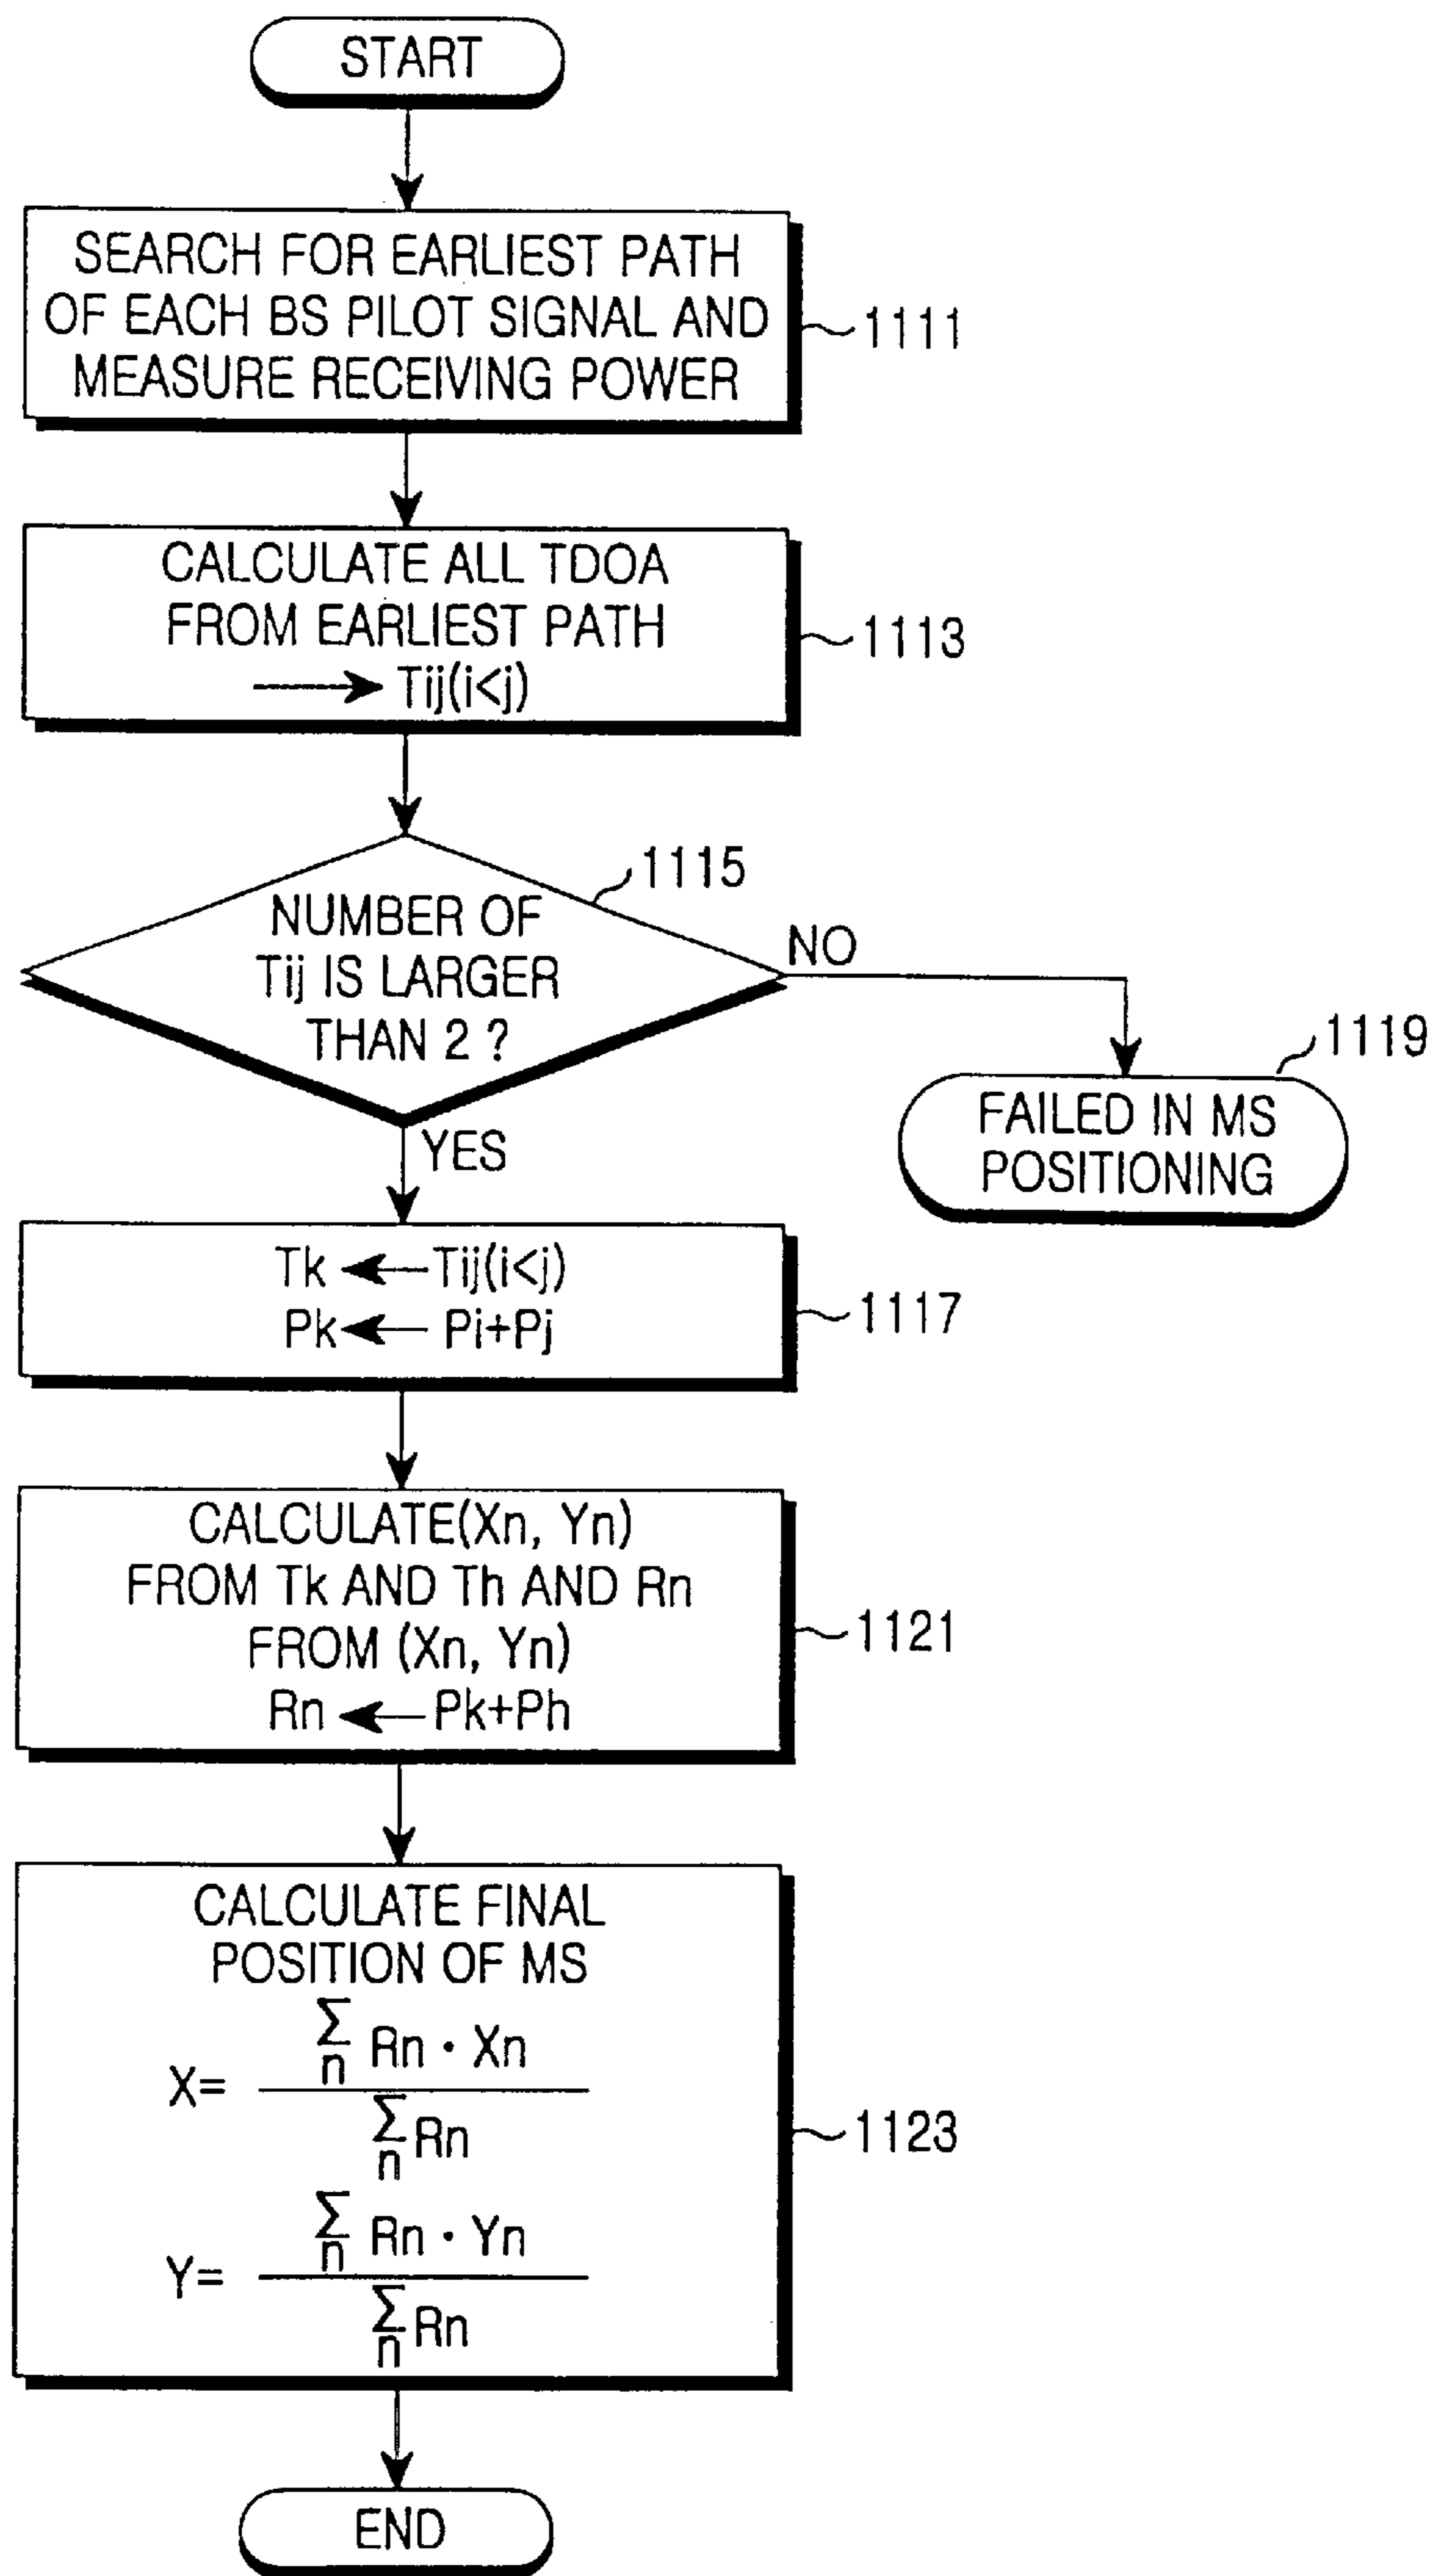 START
SEARCH FOR EARLIEST PATH
OF EACH BS PILOT SIGNAL AND
MEASURE RECEIVING POWER
1111
CALCULATE ALL TDOA
FROM EARLIEST PATH
→ Tij(i<j)
1113
1115
NUMBER OF
Tij IS LARGER
THAN 2 ?
NO
1119
FAILED IN MS
POSITIONING
YES
Tk ← Tij(i<j)
Pk ← Pi+Pj
1117
CALCULATE(Xn, Yn)
FROM Tk AND Th AND Rn
FROM (Xn, Yn)
Rn ← Pk+Ph
1121
CALCULATE FINAL
POSITION OF MS
Σ
n Rn · Xn
X=
Σ
n Rn
1123
Σ
n Rn · Yn
Y=
Σ
n Rn
END